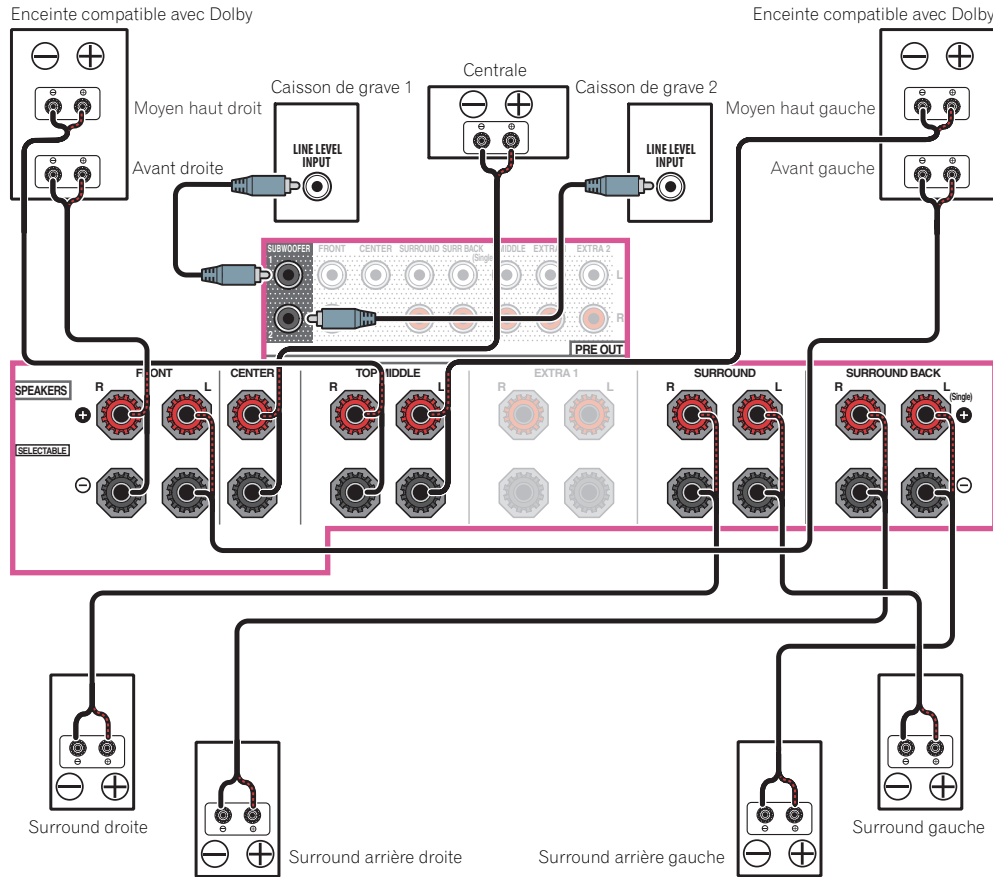 Enceinte compatible avec Dolby
Enceinte compatible avec Dolby
Caisson de grave 1
Centrale
Caisson de grave 2
Moyen haut droit
Moyen haut gauche
LINE LEVEL
INPUT
LINE LEVEL
INPUT
Avant droite
Avant gauche
SUBWOOFER FRONT CENTER SURROUND SURR BACK EXTRA 2
(Single)
1
L
2
R
PRE OUT
SPEAKERS
FRONT
CENTER
TOP MIDDLE
EXTRA 1
SURROUND
SURROUND BACK
R L
R L
R L
R L
R L
(Single)
SELECTABLE
Surround droite
Surround gauche
Surround arrière droite
Surround arrière gauche